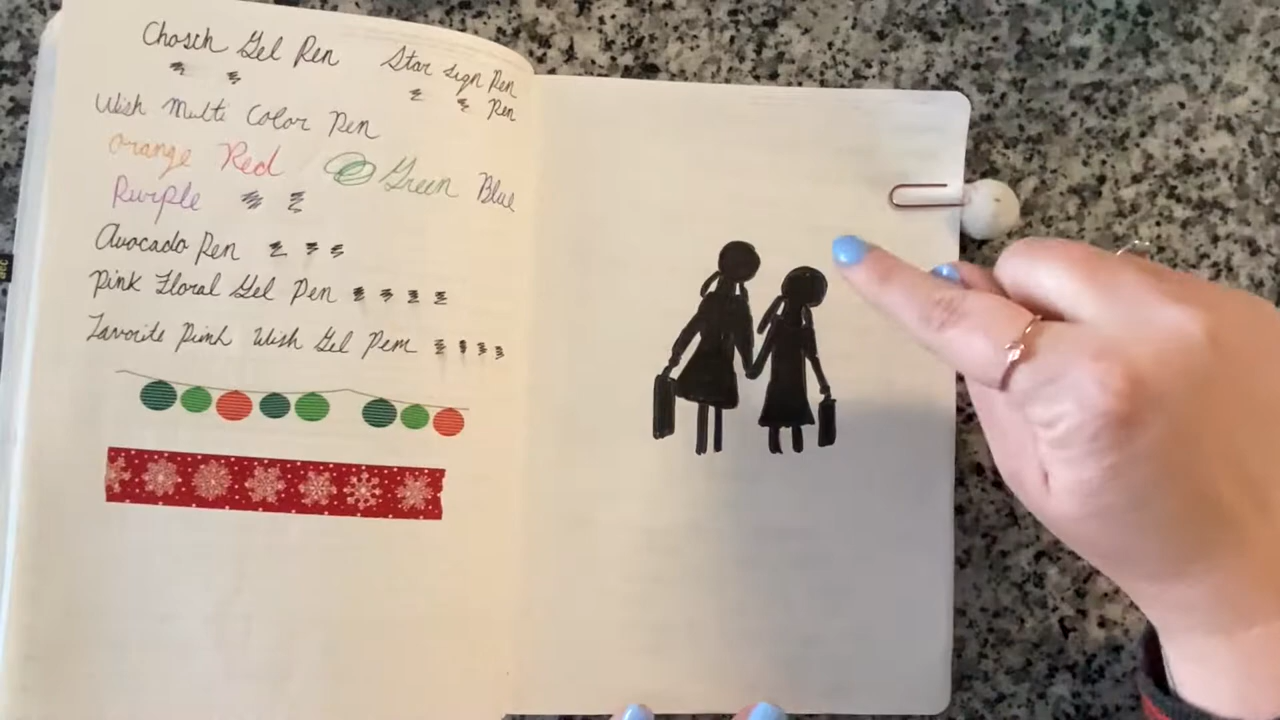 Chosch Gel Pen Star Sign Pen
Pen
Wish Multi Color Pen
Orange Red Green Blue
Purple
Avocado Pen
Pink Floral Gel Pen
Favorite Pink Wish Gel Pen